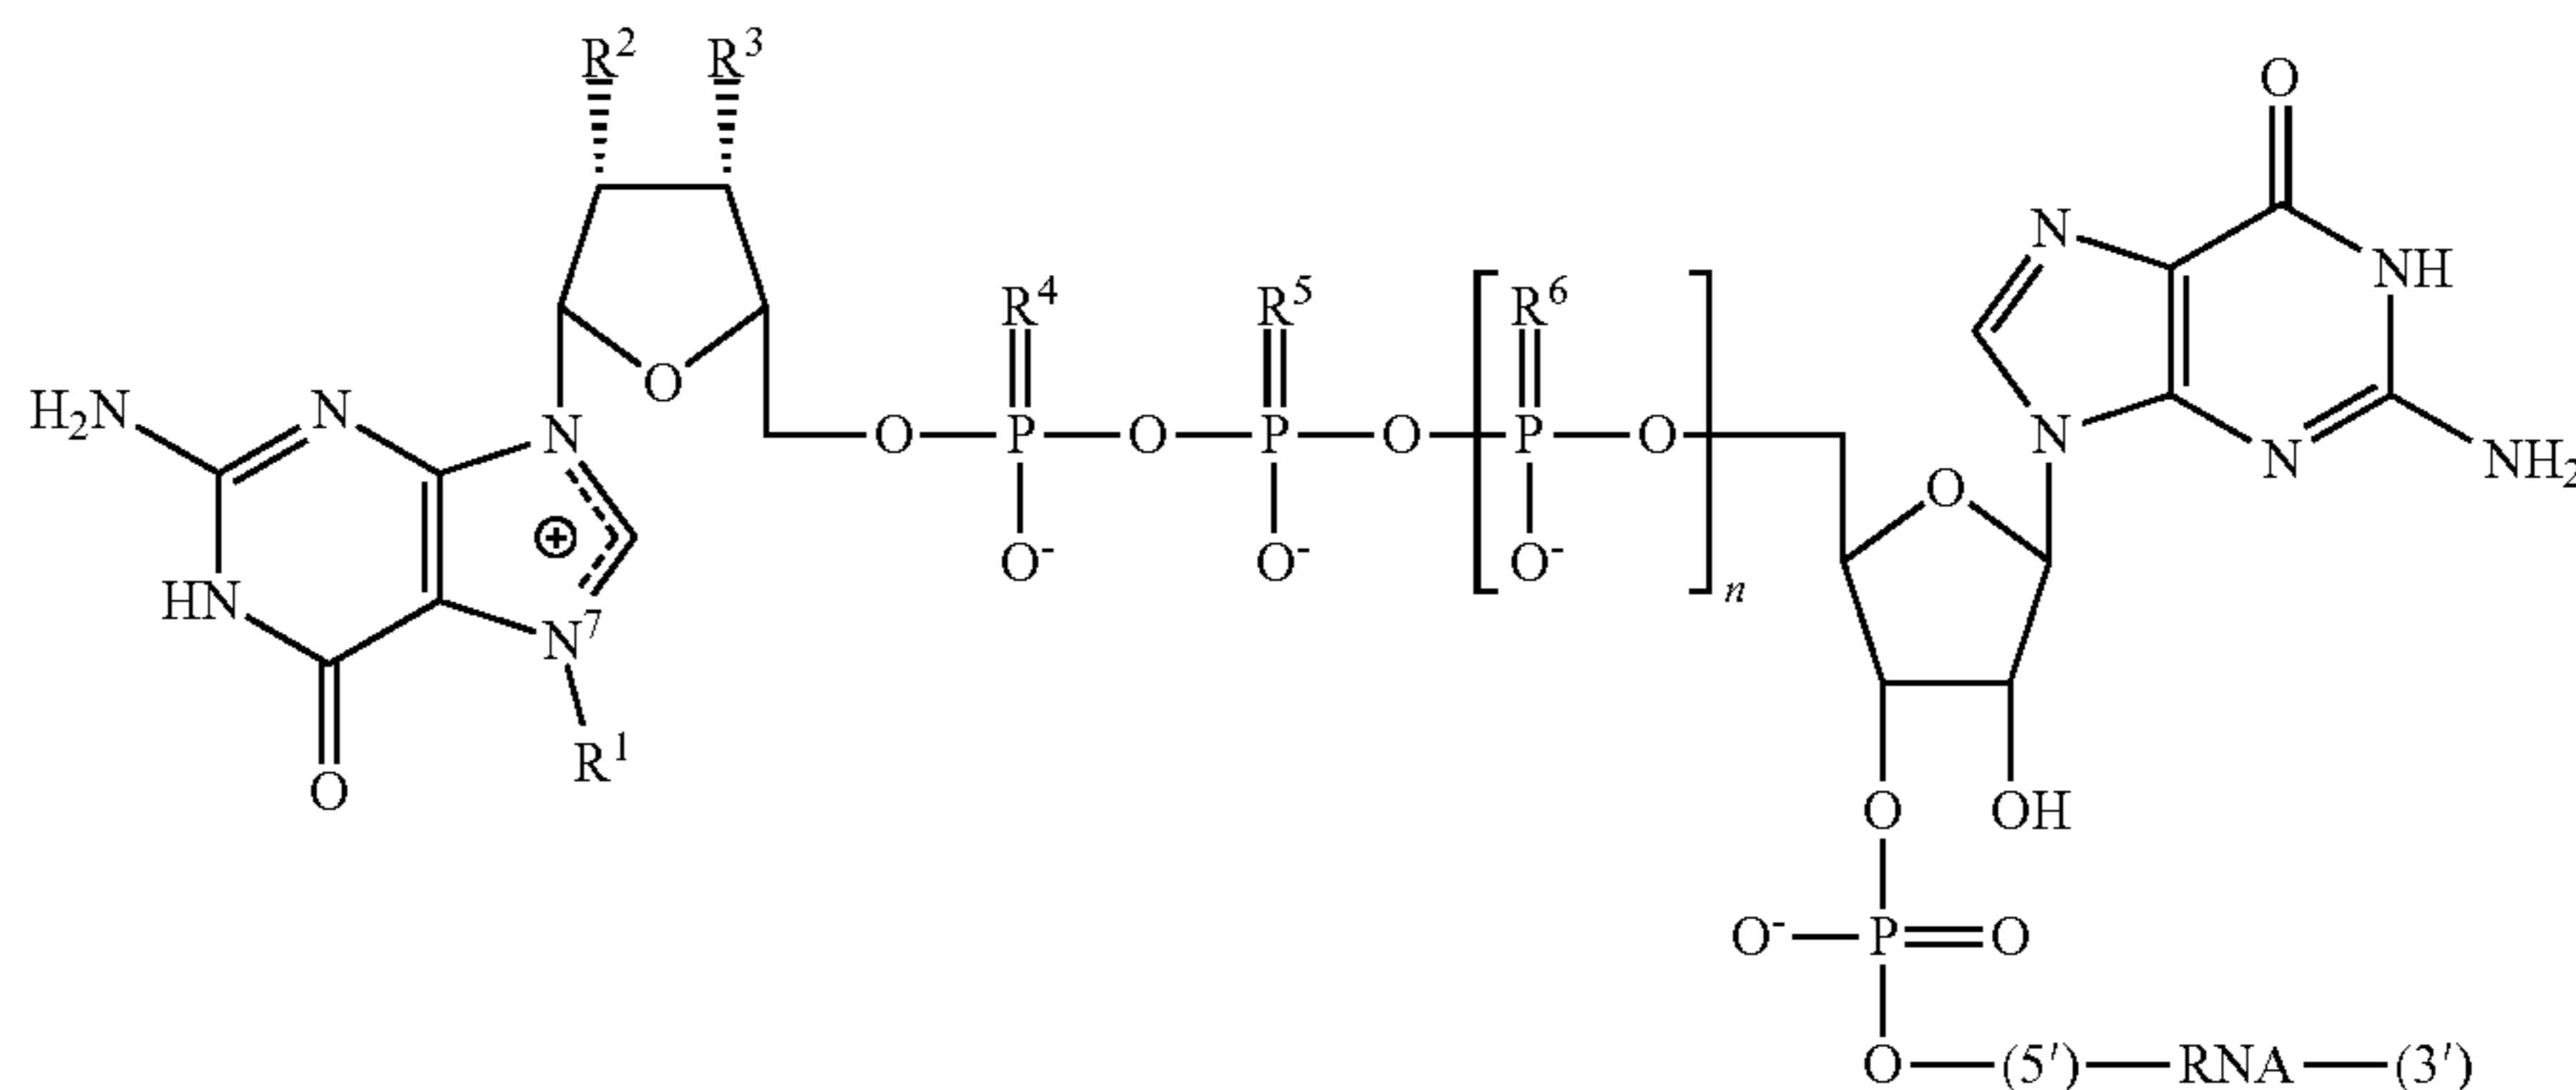 R² R³
O
N
R⁴ R⁵ R⁶ NH
O
H₂N N N O P O P O P O N N NH₂
O
⊕
O⁻ O⁻ O⁻ n
HN N⁷
R¹
O O OH
O⁻ P O
O (5′) RNA (3′)